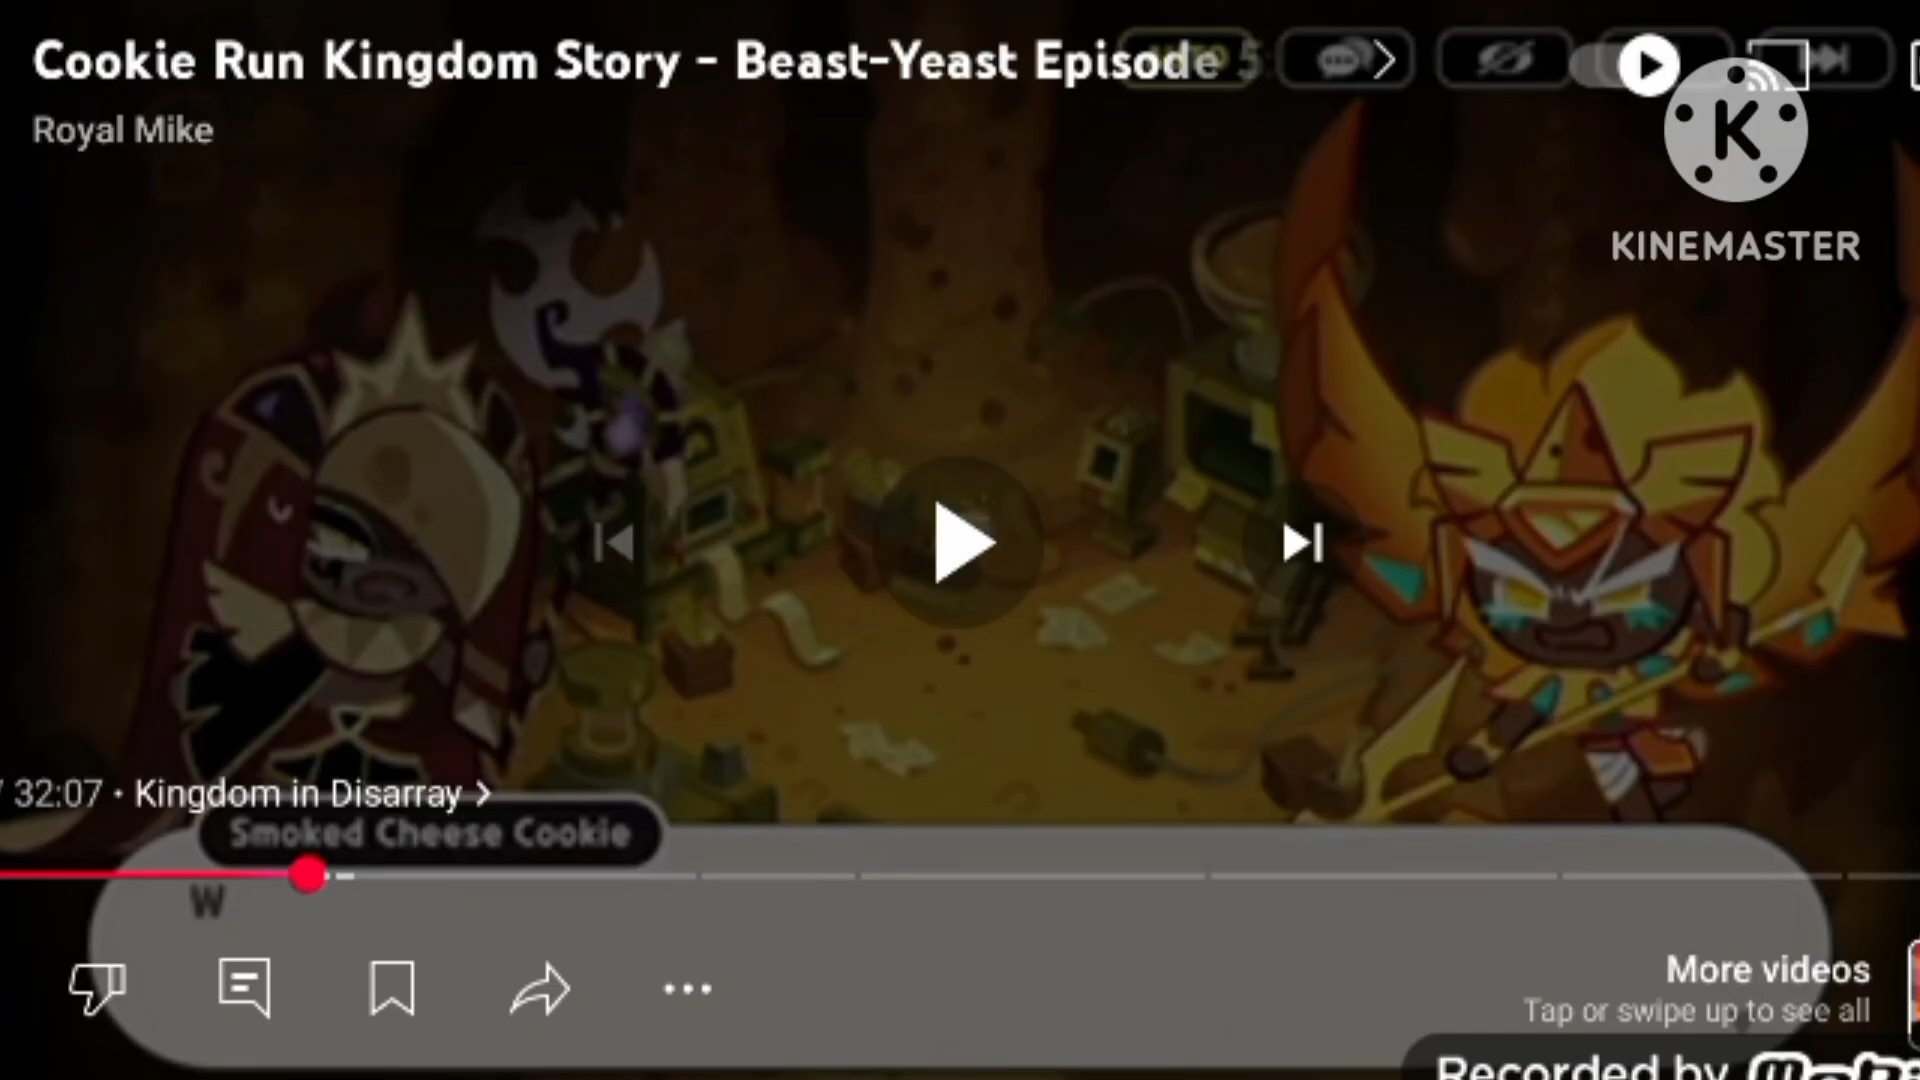 Cookie Run Kingdom Story - Beast-Yeast Episode 5
Royal Mike
K
KINEMASTER
/ 32:07 · Kingdom in Disarray >
Smoked Cheese Cookie
W
More videos
Tap or swipe up to see all
Recorded by